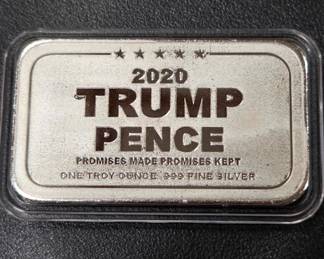 2020
TRUMP
PENCE
PROMISES MADE PROMISES KEPT
ONE TROY OUNCE .999 FINE SILVER